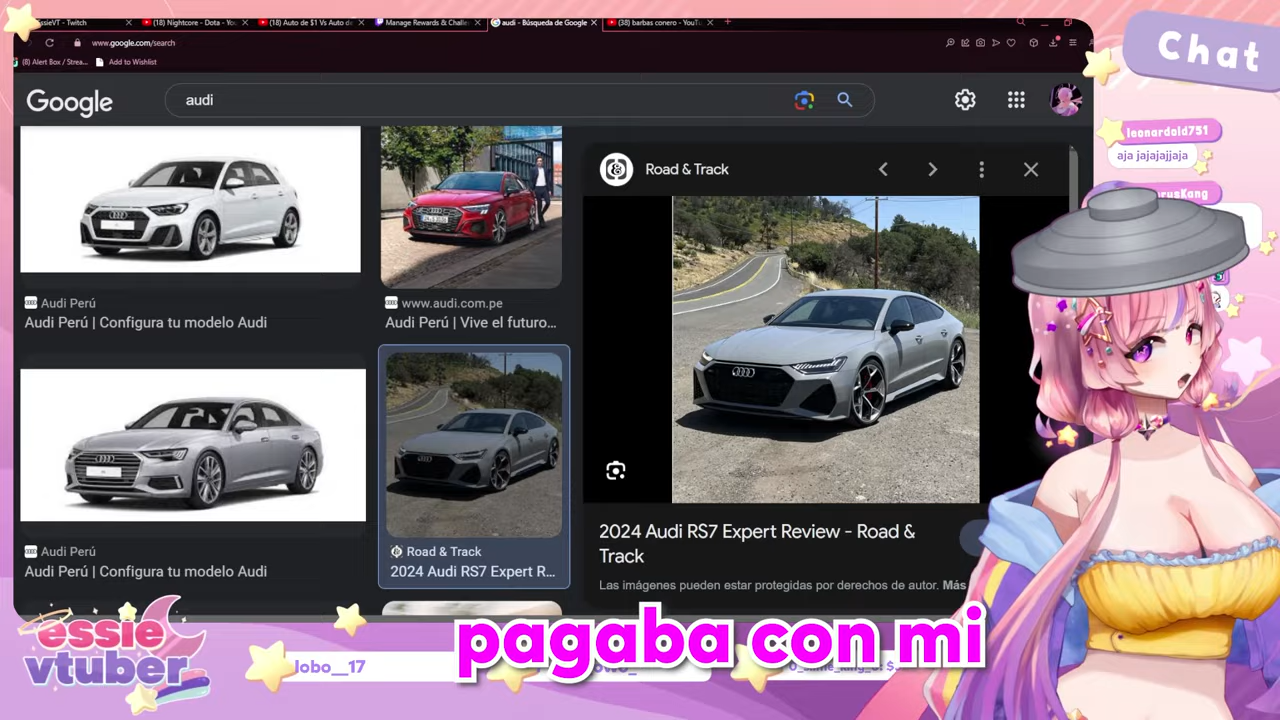 essieVT - Twitch
(18) Nightcore - Dota - Yo
(18) Auto de $1 Vs Auto de
Manage Rewards & Challe
audi - Búsqueda de Google
(38) barbas conero - YouTu
www.google.com/search
(8) Alert Box / Strea...
Add to Wishlist
Chat
Google
audi
leonardold751
aja jajajajjaja
Road & Track
Audi Perú
Audi Perú | Configura tu modelo Audi
www.audi.com.pe
Audi Perú | Vive el futuro...
Audi Perú
Audi Perú | Configura tu modelo Audi
Road & Track
2024 Audi RS7 Expert R...
2024 Audi RS7 Expert Review - Road &
Track
Las imágenes pueden estar protegidas por derechos de autor. Más
pagaba con mi
essie
vtuber
lobo__17